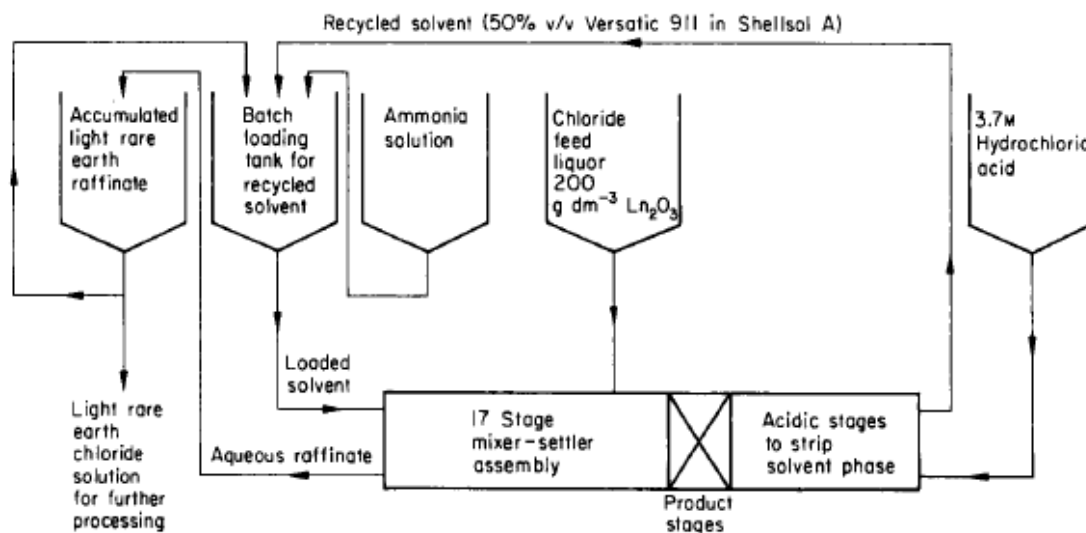 Recycled solvent (50% v/v Versatic 911 in Shellsol A)
Accumulated
light rare
earth
raffinate
Batch
loading
tank for
recycled
solvent
Ammonia
solution
Chloride
feed
liquor
200
g dm⁻³ Ln₂O₃
3.7M
Hydrochloric
acid
Loaded
solvent
Light rare
earth
chloride
solution
for further
processing
Aqueous raffinate
17 Stage
mixer-settler
assembly
Acidic stages
to strip
solvent phase
Product
stages